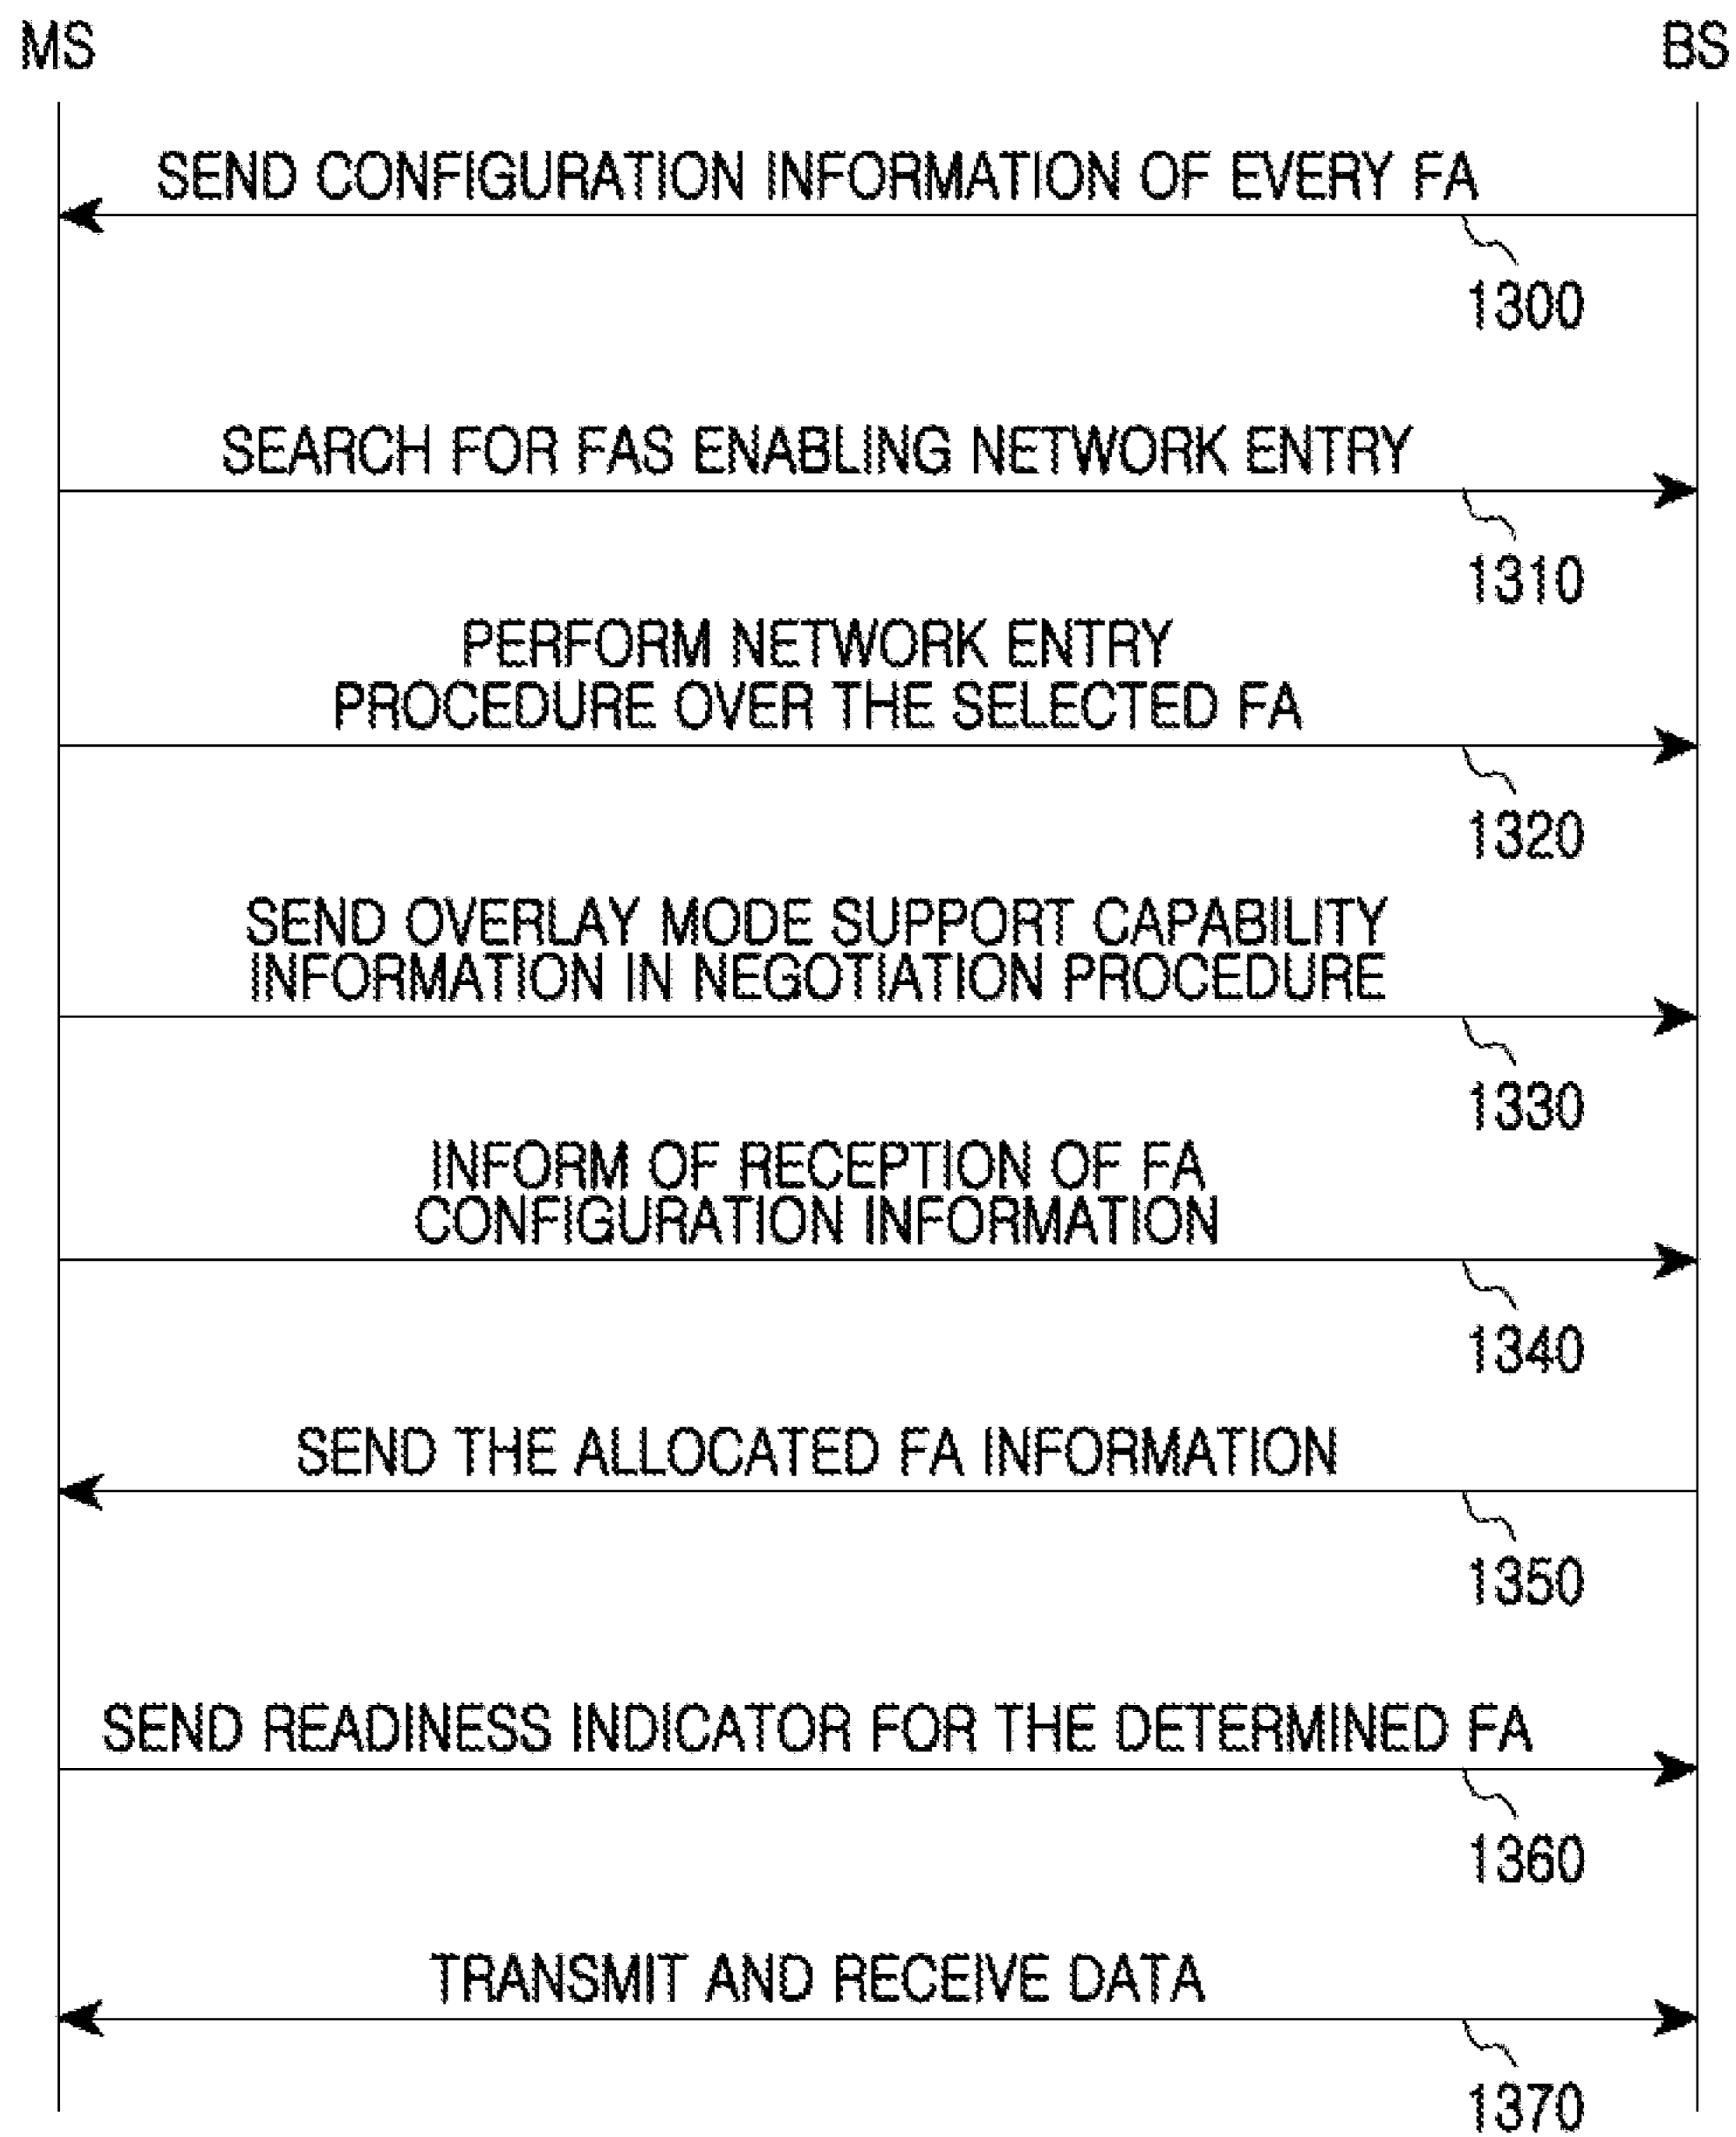 MS
BS
SEND CONFIGURATION INFORMATION OF EVERY FA
1300
SEARCH FOR FAS ENABLING NETWORK ENTRY
1310
PERFORM NETWORK ENTRY
PROCEDURE OVER THE SELECTED FA
1320
SEND OVERLAY MODE SUPPORT CAPABILITY
INFORMATION IN NEGOTIATION PROCEDURE
1330
INFORM OF RECEPTION OF FA
CONFIGURATION INFORMATION
1340
SEND THE ALLOCATED FA INFORMATION
1350
SEND READINESS INDICATOR FOR THE DETERMINED FA
1360
TRANSMIT AND RECEIVE DATA
1370